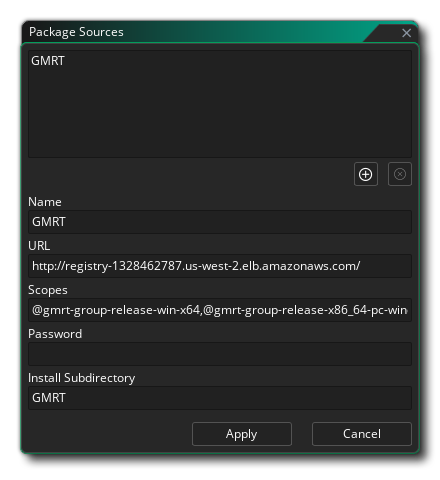 Package Sources
GMRT
Name
GMRT
URL
http://registry-1328462787.us-west-2.elb.amazonaws.com/
Scopes
@gmrt-group-release-win-x64,@gmrt-group-release-x86_64-pc-win
Password
Install Subdirectory
GMRT
Apply Cancel